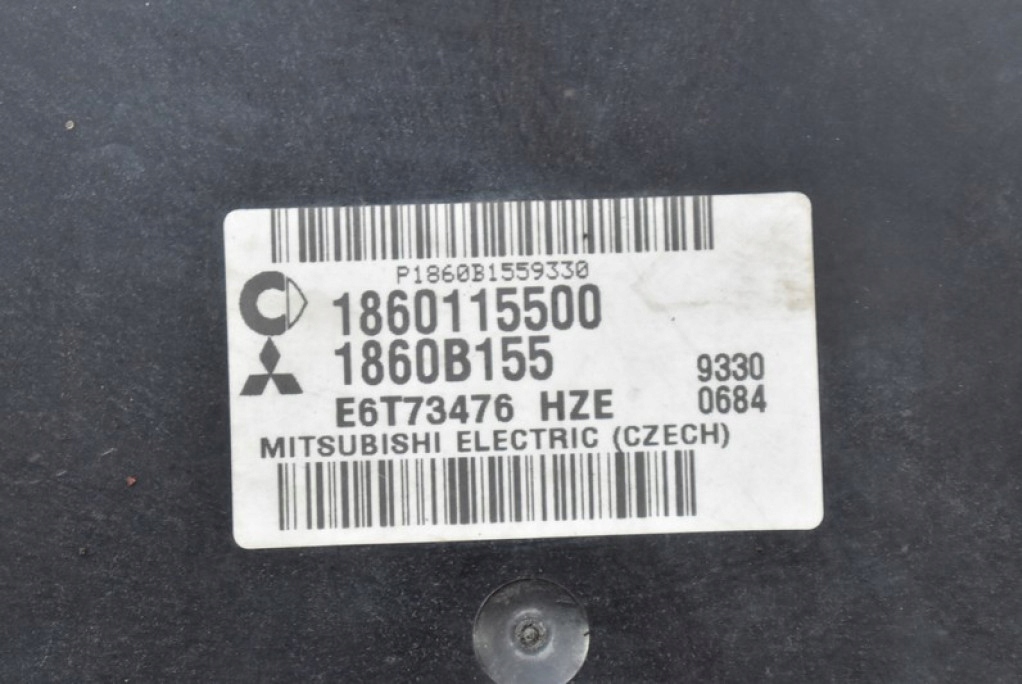 P1860B1559330
1860115500
1860B155
9330
E6T73476 HZE
0684
MITSUBISHI ELECTRIC (CZECH)